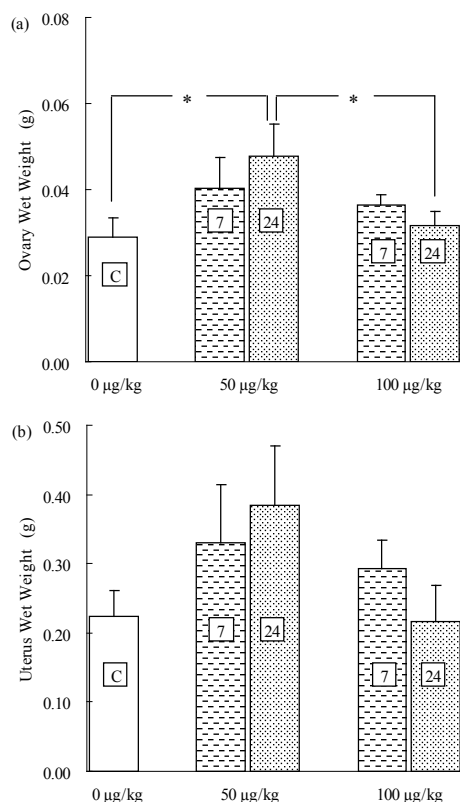 (a)
Ovary Wet Weight (g)
0.08
0.06
0.04
0.02
0.00
*
*
C
7
24
7
24
0 µg/kg
50 µg/kg
100 µg/kg
(b)
Uterus Wet Weight (g)
0.50
0.40
0.30
0.20
0.10
0.00
C
7
24
7
24
0 µg/kg
50 µg/kg
100 µg/kg